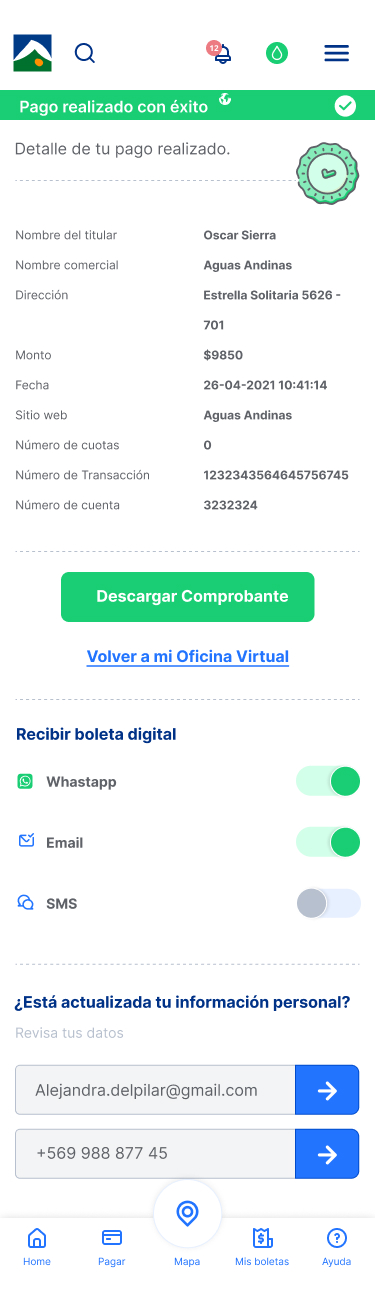 12
Pago realizado con éxito
Detalle de tu pago realizado.
Nombre del titular Oscar Sierra
Nombre comercial Aguas Andinas
Dirección Estrella Solitaria 5626 -
701
Monto $9850
Fecha 26-04-2021 10:41:14
Sitio web Aguas Andinas
Número de cuotas 0
Número de Transacción 1232343564645756745
Número de cuenta 3232324
Descargar Comprobante
Volver a mi Oficina Virtual
Recibir boleta digital
Whastapp
Email
SMS
¿Está actualizada tu información personal?
Revisa tus datos
Alejandra.delpilar@gmail.com
+569 988 877 45
Home Pagar Mapa Mis boletas Ayuda